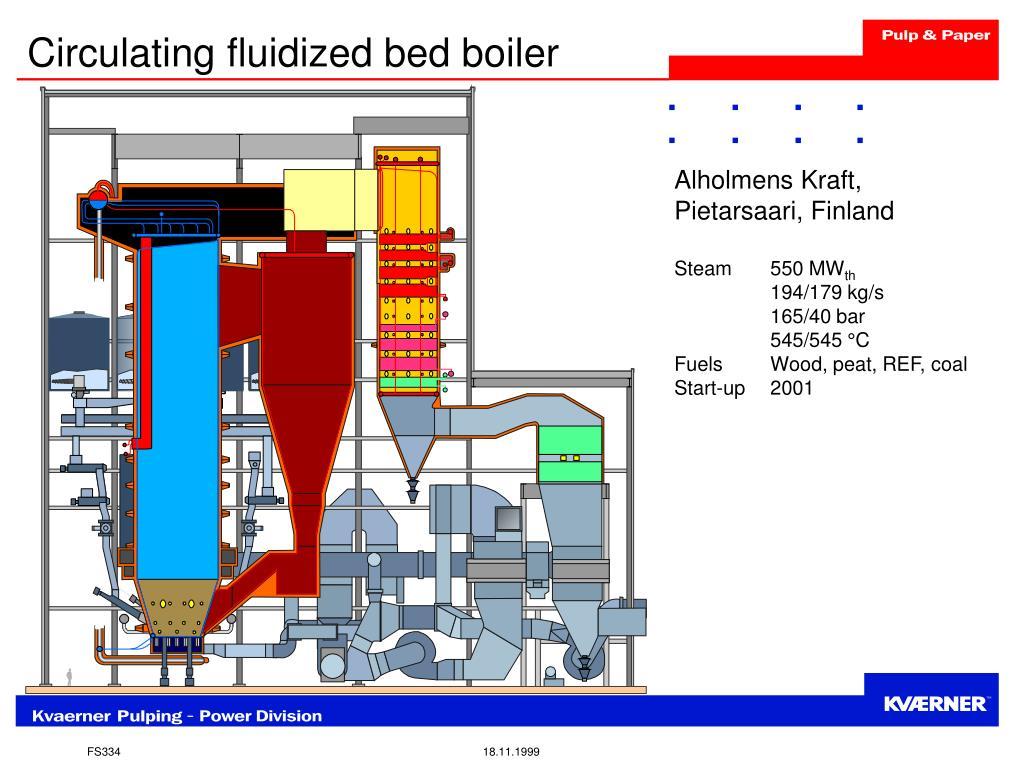 Circulating fluidized bed boiler
Pulp & Paper
Alholmens Kraft,
Pietarsaari, Finland
Steam 550 MWth
194/179 kg/s
165/40 bar
545/545 °C
Fuels Wood, peat, REF, coal
Start-up 2001
KVÆRNER™
Kvaerner Pulping - Power Division
FS334 18.11.1999